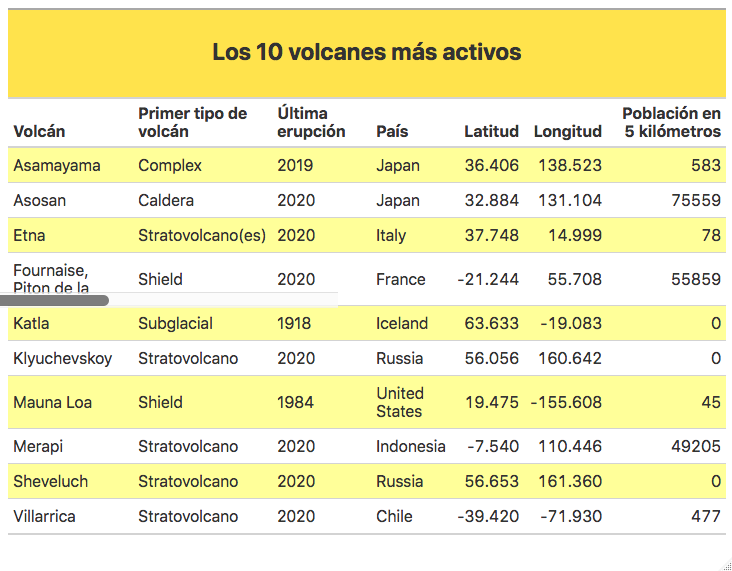 Los 10 volcanes más activos
Volcán Primer tipo de volcán Última erupción País Latitud Longitud Población en 5 kilómetros
Asamayama Complex 2019 Japan 36.406 138.523 583
Asosan Caldera 2020 Japan 32.884 131.104 75559
Etna Stratovolcano(es) 2020 Italy 37.748 14.999 78
Fournaise, Piton de la Shield 2020 France -21.244 55.708 55859
Katla Subglacial 1918 Iceland 63.633 -19.083 0
Klyuchevskoy Stratovolcano 2020 Russia 56.056 160.642 0
Mauna Loa Shield 1984 United States 19.475 -155.608 45
Merapi Stratovolcano 2020 Indonesia -7.540 110.446 49205
Sheveluch Stratovolcano 2020 Russia 56.653 161.360 0
Villarrica Stratovolcano 2020 Chile -39.420 -71.930 477